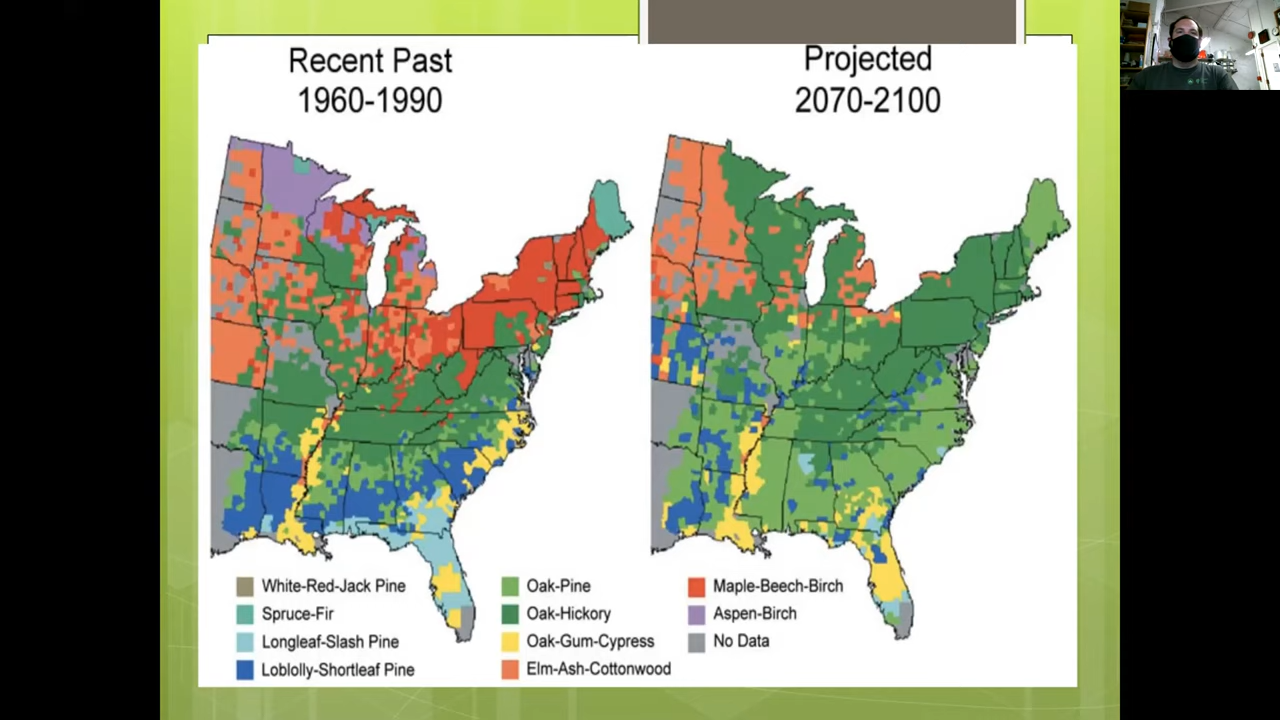 Recent Past
1960-1990
Projected
2070-2100
White-Red-Jack Pine
Spruce-Fir
Longleaf-Slash Pine
Loblolly-Shortleaf Pine
Oak-Pine
Oak-Hickory
Oak-Gum-Cypress
Elm-Ash-Cottonwood
Maple-Beech-Birch
Aspen-Birch
No Data